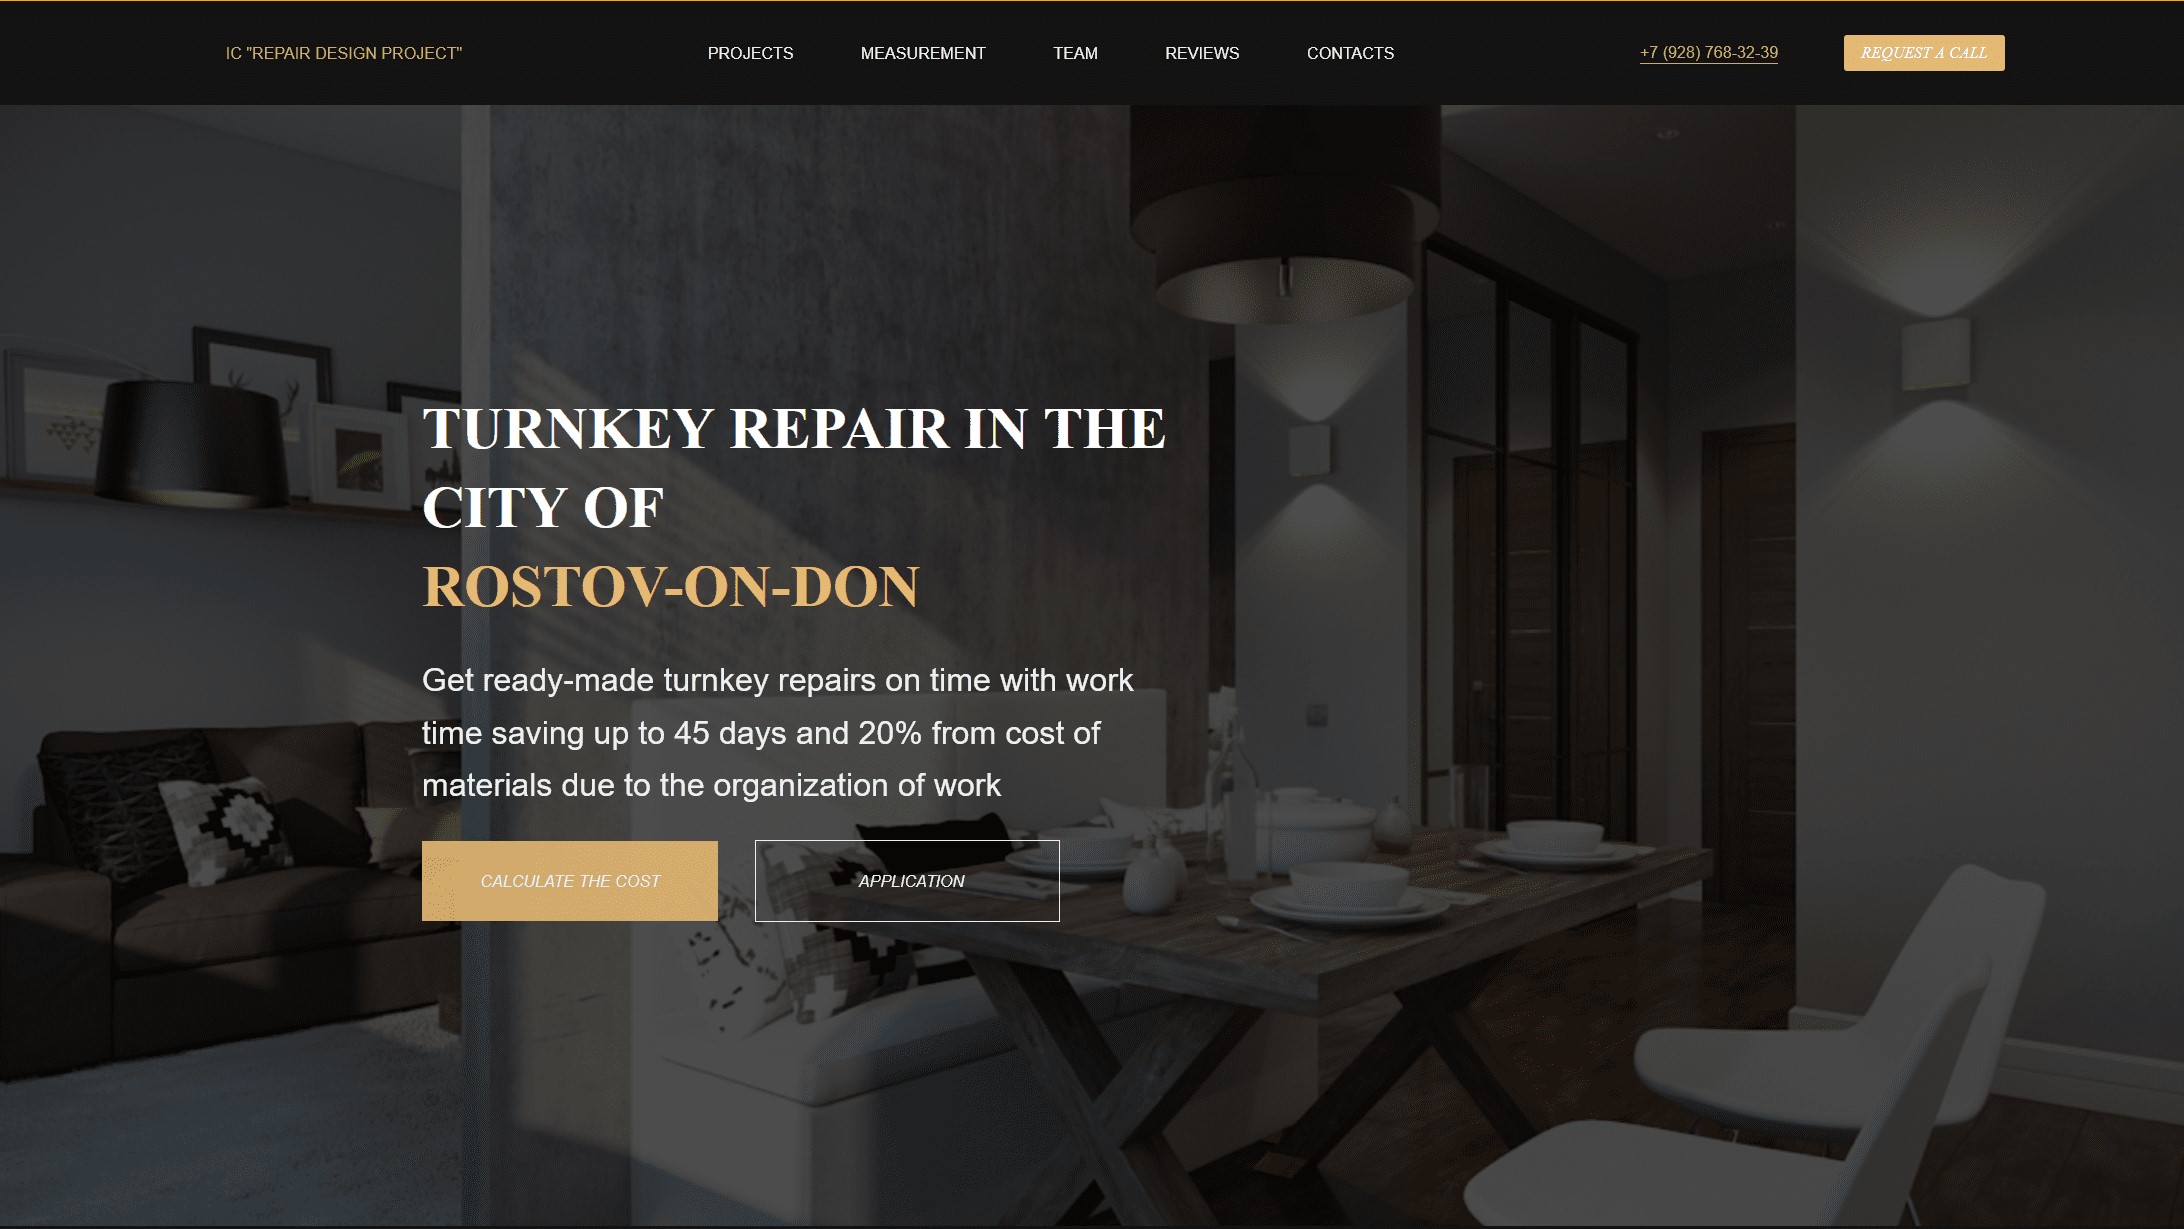 IC "REPAIR DESIGN PROJECT"
PROJECTS
MEASUREMENT
TEAM
REVIEWS
CONTACTS
+7 (928) 768-32-39
REQUEST A CALL
TURNKEY REPAIR IN THE
CITY OF
ROSTOV-ON-DON
Get ready-made turnkey repairs on time with work
time saving up to 45 days and 20% from cost of
materials due to the organization of work
CALCULATE THE COST
APPLICATION